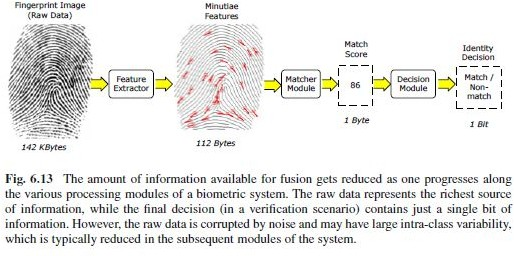 Fingerprint Image
(Raw Data)
Minutiae
Features
Match
Score
Identity
Decision
Feature
Extractor
Matcher
Module
86
Decision
Module
Match /
Non-
match
142 KBytes
112 Bytes
1 Byte
1 Bit
Fig. 6.13 The amount of information available for fusion gets reduced as one progresses along
the various processing modules of a biometric system. The raw data represents the richest source
of information, while the final decision (in a verification scenario) contains just a single bit of
information. However, the raw data is corrupted by noise and may have large intra-class variability,
which is typically reduced in the subsequent modules of the system.